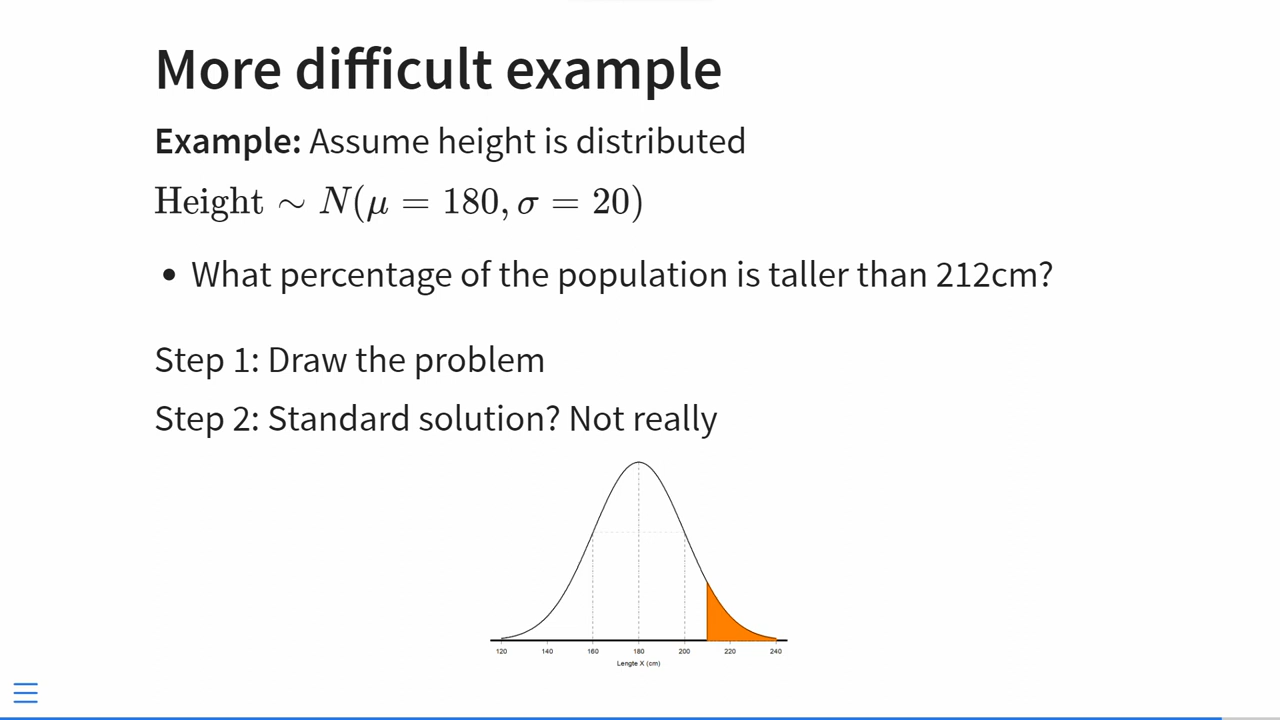 More difficult example
Example: Assume height is distributed
Height ∼ N(μ = 180, σ = 20)
• What percentage of the population is taller than 212cm?
Step 1: Draw the problem
Step 2: Standard solution? Not really
120 140 160 180 200 220 240
Lengte X (cm)